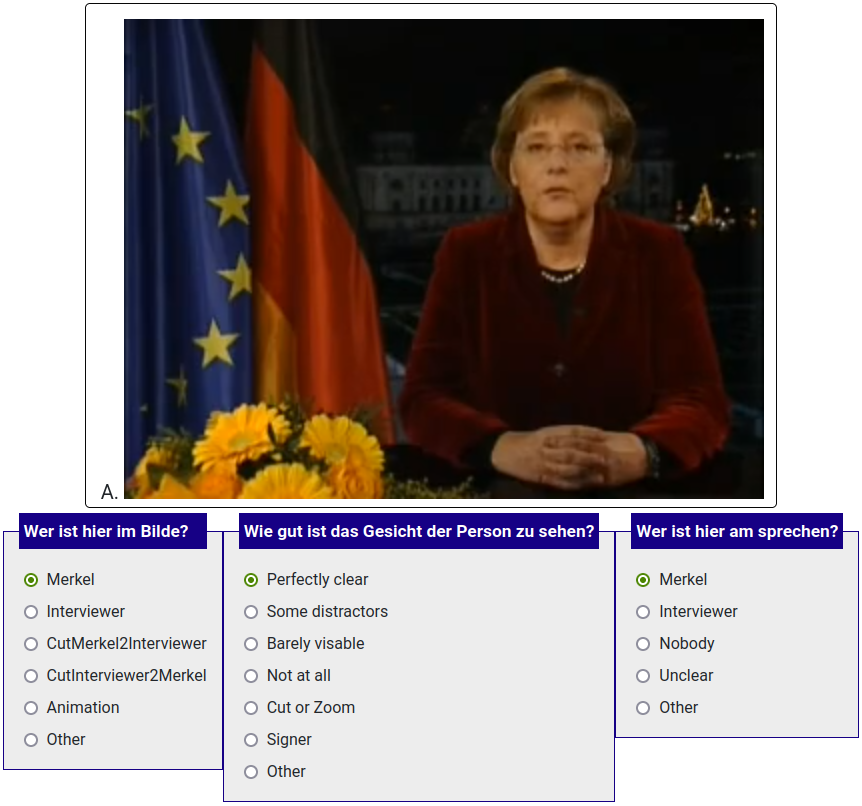 A.
Wer ist hier im Bilde?
Merkel
Interviewer
CutMerkel2Interviewer
CutInterviewer2Merkel
Animation
Other
Wie gut ist das Gesicht der Person zu sehen?
Perfectly clear
Some distractors
Barely visable
Not at all
Cut or Zoom
Signer
Other
Wer ist hier am sprechen?
Merkel
Interviewer
Nobody
Unclear
Other